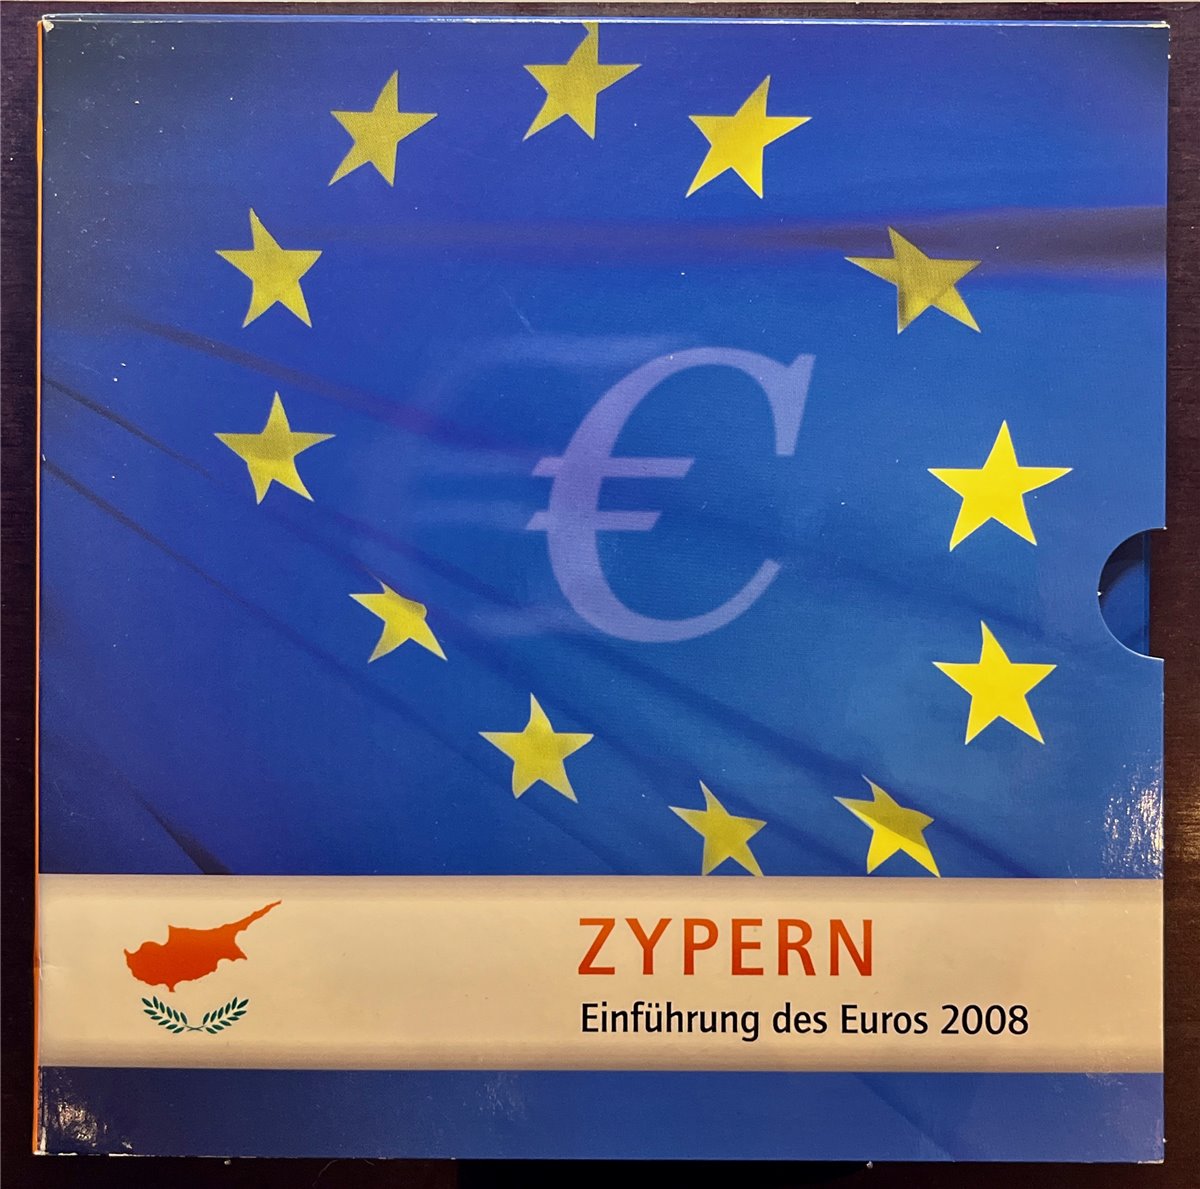 €
ZYPERN
Einführung des Euros 2008